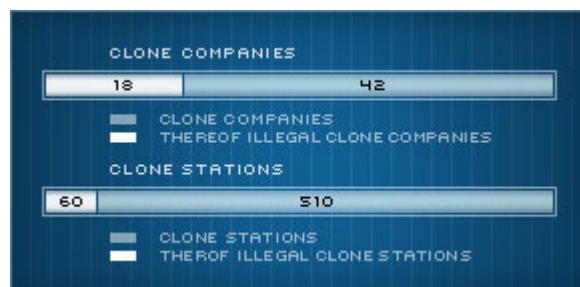 CLONE COMPANIES
18 42
CLONE COMPANIES
THEREOF ILLEGAL CLONE COMPANIES
CLONE STATIONS
60 510
CLONE STATIONS
THEROF ILLEGAL CLONE STATIONS